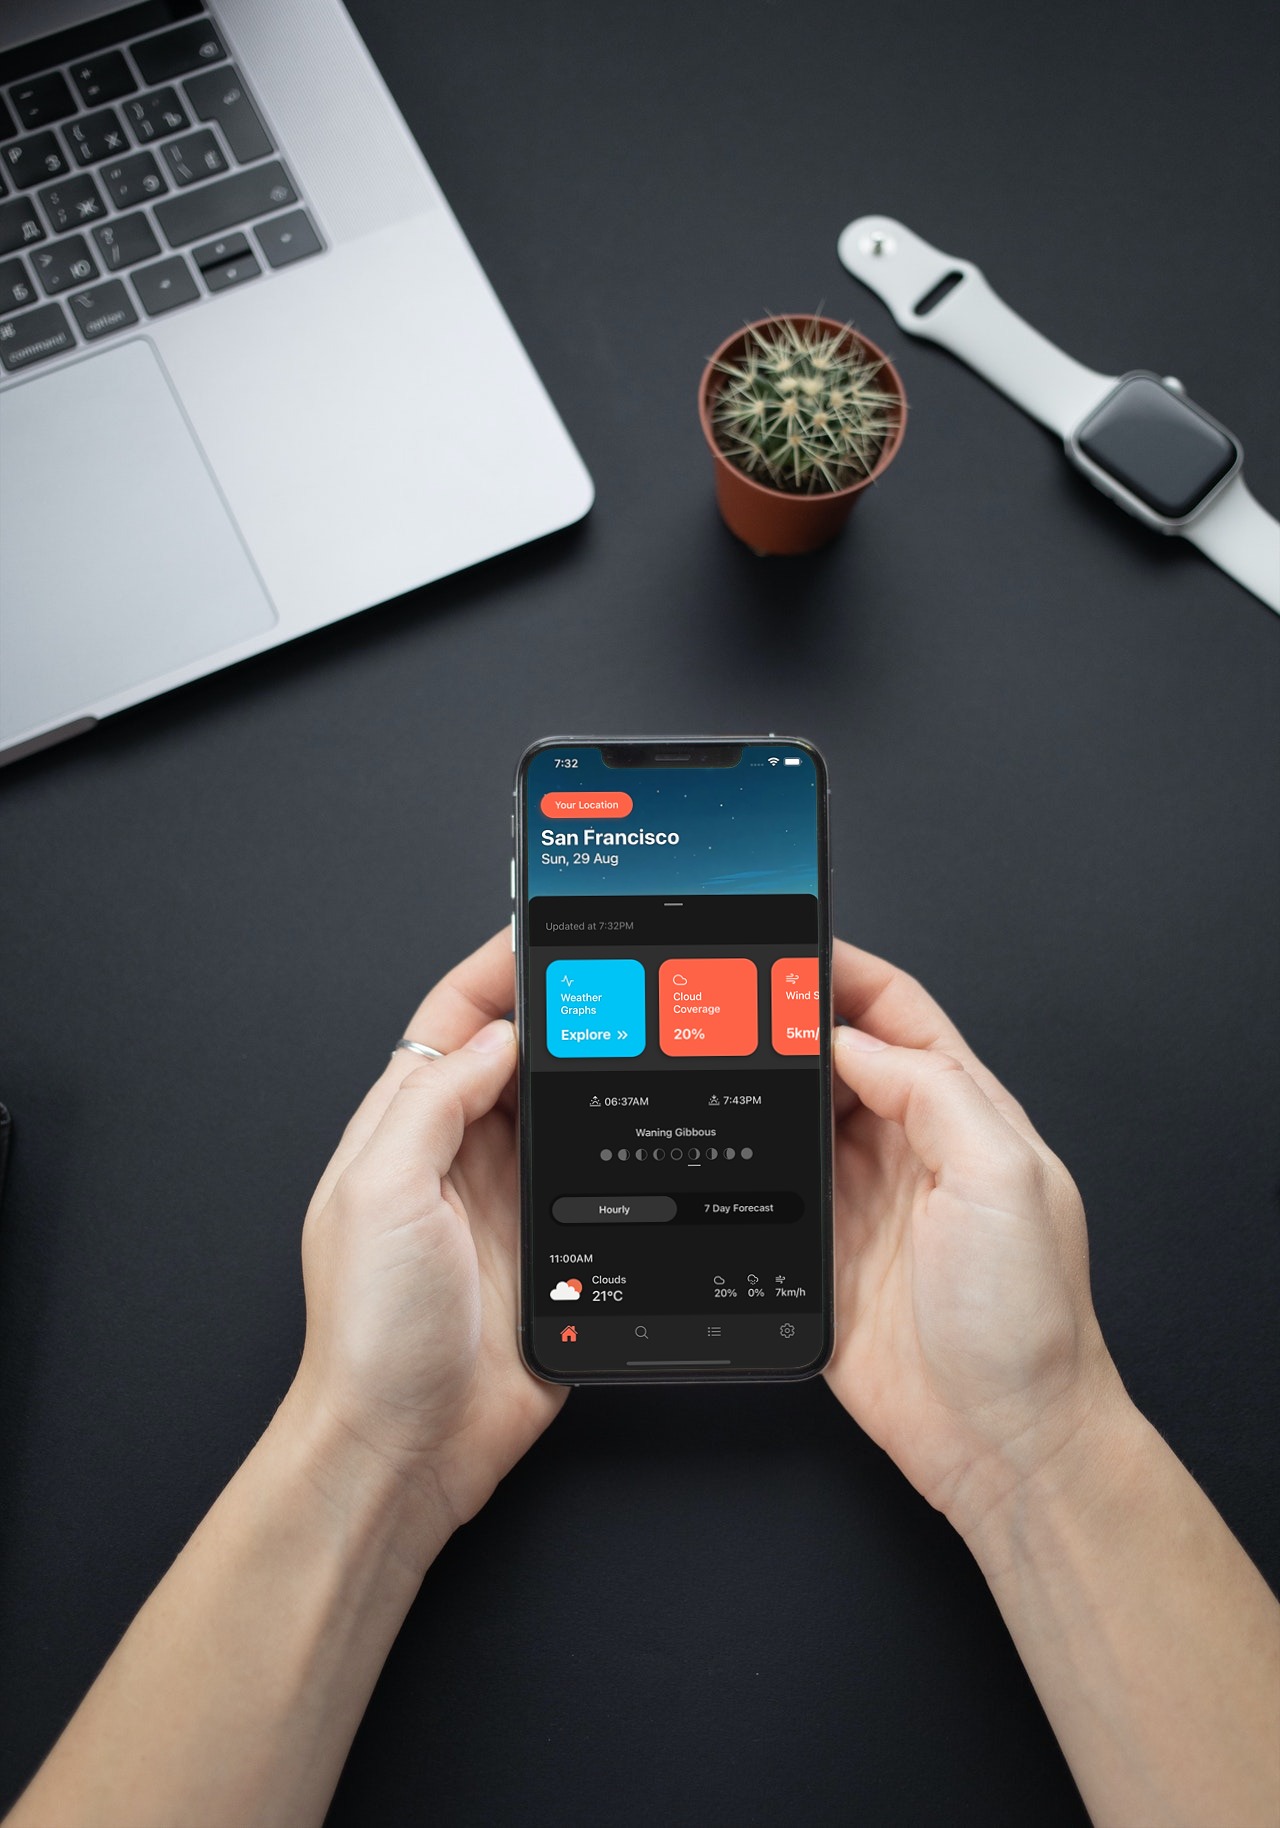 Р
З
Ж
Ъ
Э
Ё
Д
Ж
Б
Ю
?
/
⌘
command
⌥
option
7:32
Your Location
San Francisco
Sun, 29 Aug
Updated at 7:32PM
Weather
Graphs
Explore »
Cloud
Coverage
20%
Wind S
5km/
06:37AM 7:43PM
Waning Gibbous
Hourly 7 Day Forecast
11:00AM
Clouds
21°C
20% 0% 7km/h